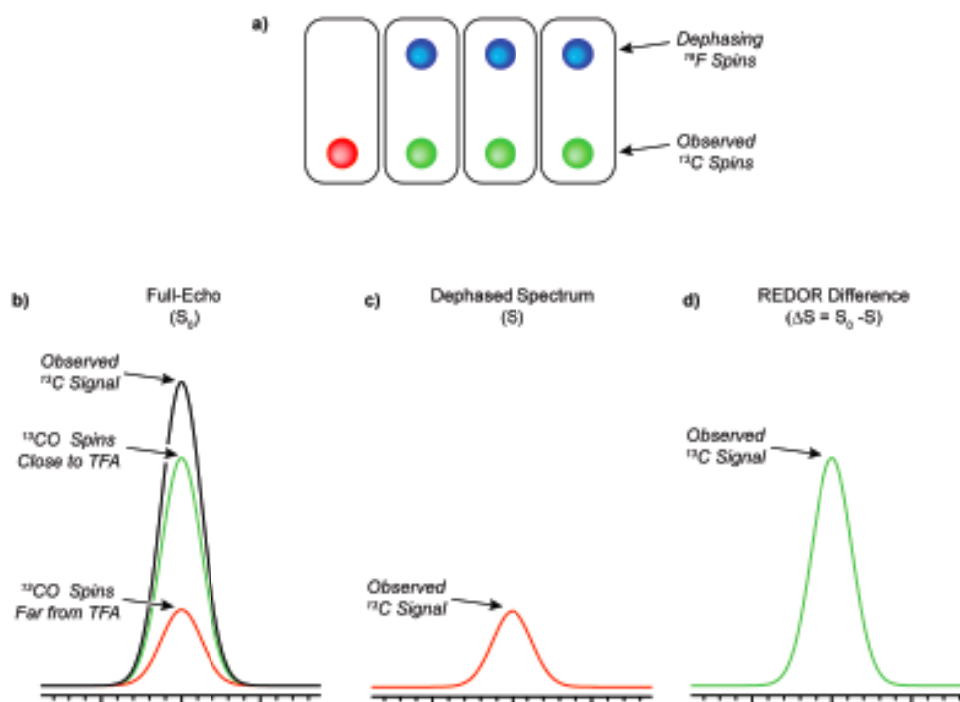 a)
Dephasing
¹⁹F Spins
Observed
¹³C Spins
b)
Full-Echo
(S₀)
Observed
¹³C Signal
¹³CO Spins
Close to TFA
¹³CO Spins
Far from TFA
c)
Dephased Spectrum
(S)
Observed
¹³C Signal
d)
REDOR Difference
(ΔS = S₀ -S)
Observed
¹³C Signal